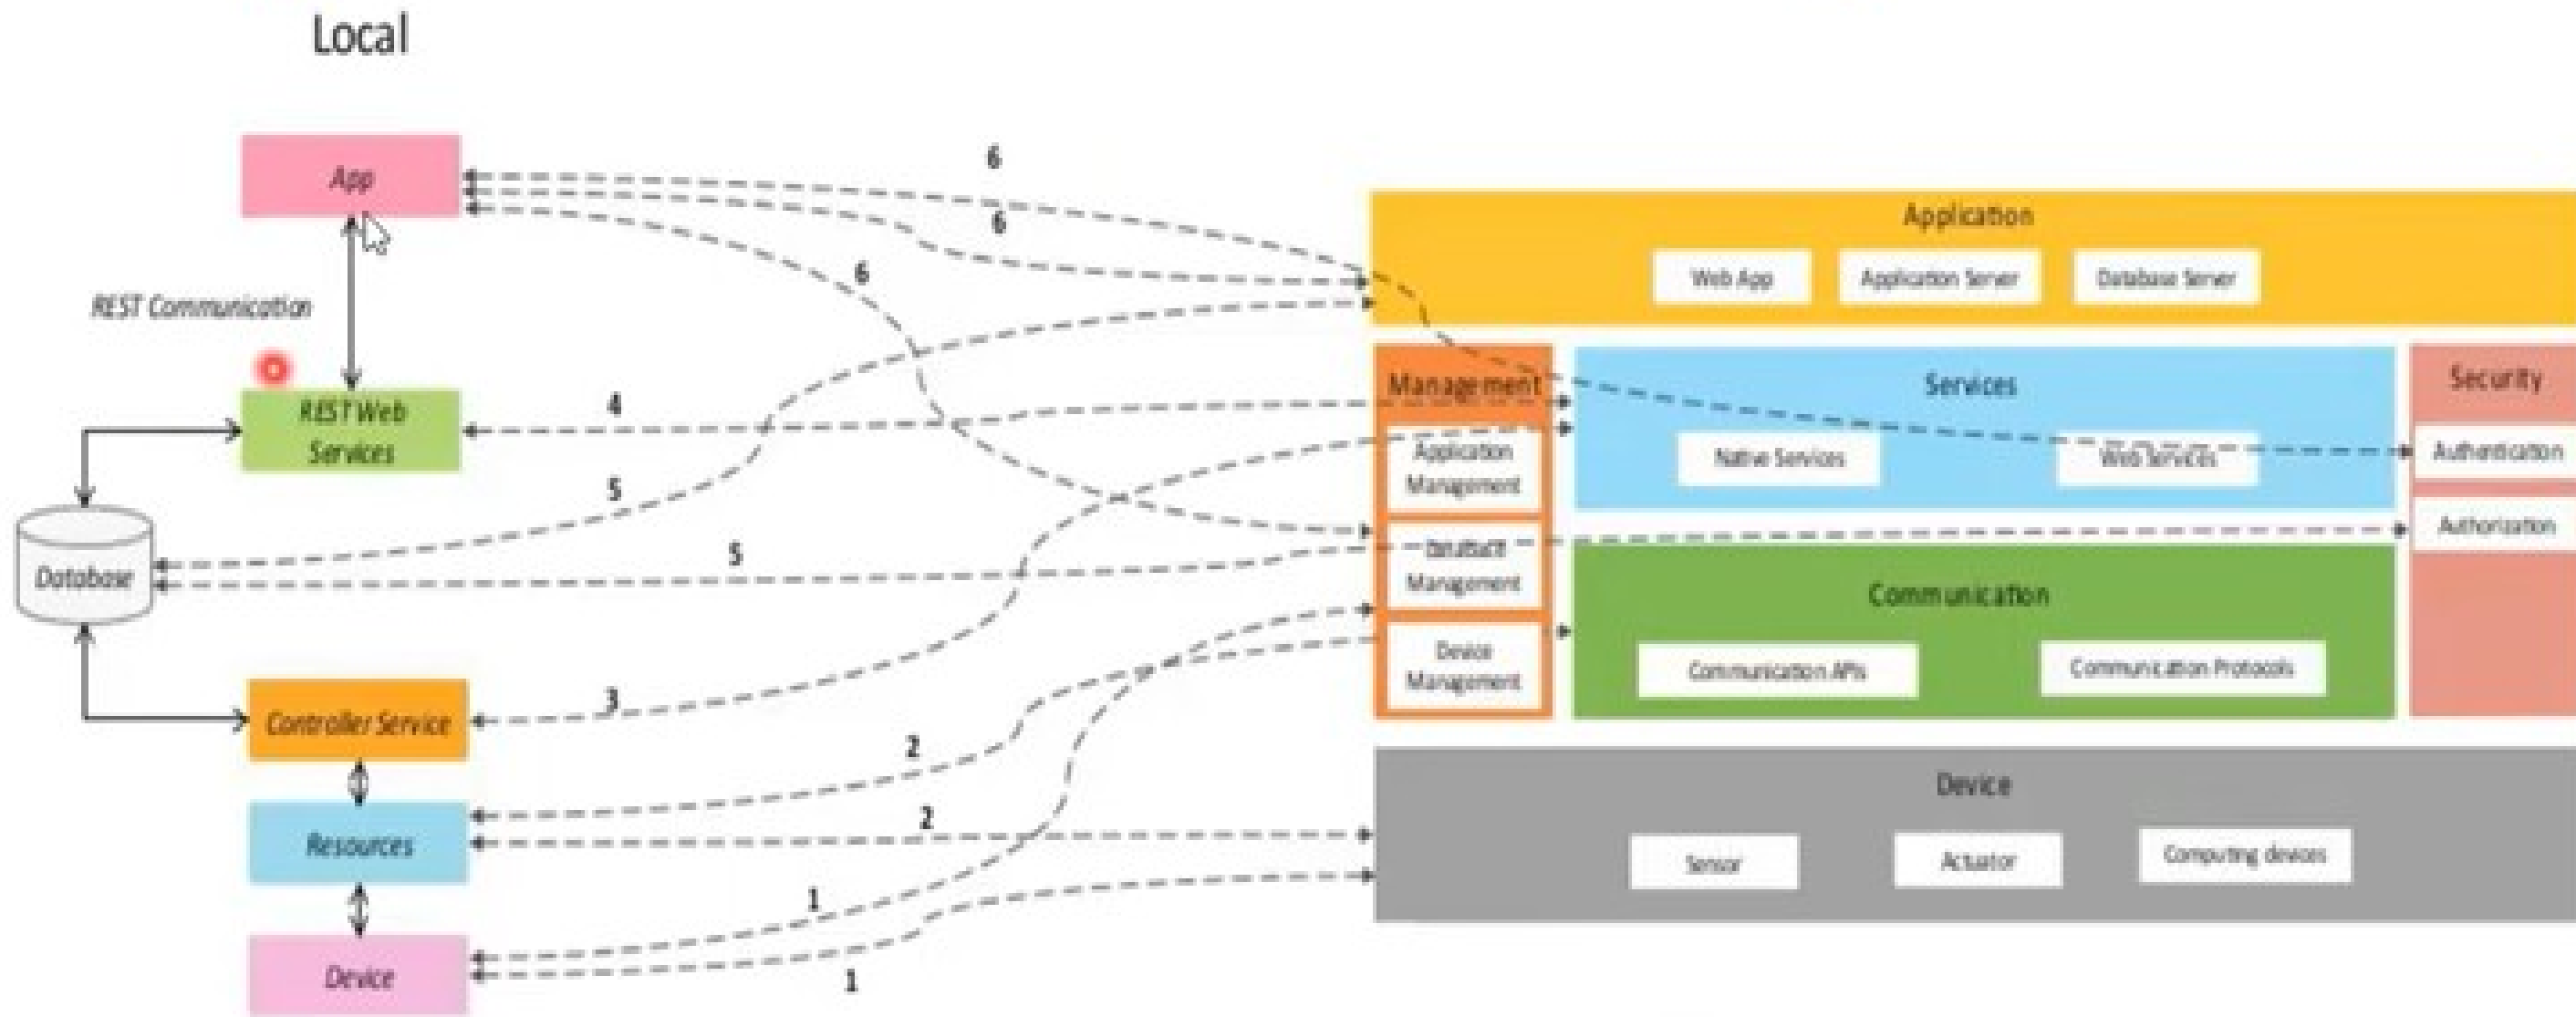 Local
App
REST Communication
REST Web
Services
Database
Controller Service
Resources
Device
6
6
6
4
5
5
3
2
2
1
1
Application
Web App
Application Server
Database Server
Management
Application
Management
Database
Management
Device
Management
Services
Native Services
Web Services
Communication
Communication APIs
Communication Protocols
Security
Authentication
Authorization
Device
Sensor
Actuator
Computing devices